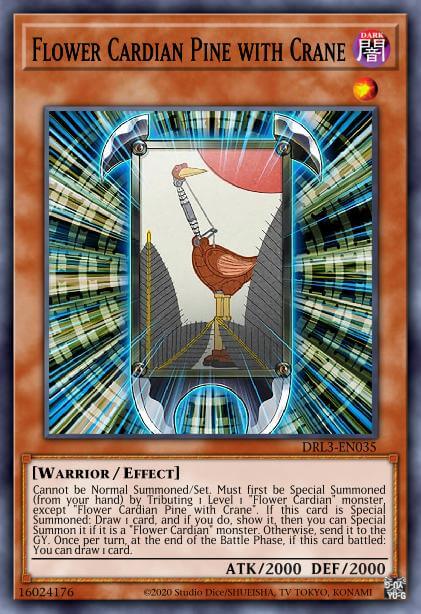 Flower Cardian Pine with Crane
DARK
闇
DRL3-EN035
[Warrior / Effect]
Cannot be Normal Summoned/Set. Must first be Special Summoned
(from your hand) by Tributing 1 Level 1 "Flower Cardian" monster,
except "Flower Cardian Pine with Crane". If this card is Special
Summoned: Draw 1 card, and if you do, show it, then you can Special
Summon it if it is a "Flower Cardian" monster. Otherwise, send it to the
GY. Once per turn, at the end of the Battle Phase, if this card battled:
You can draw 1 card.
ATK/2000 DEF/2000
16024176
©2020 Studio Dice/SHUEISHA, TV TOKYO, KONAMI